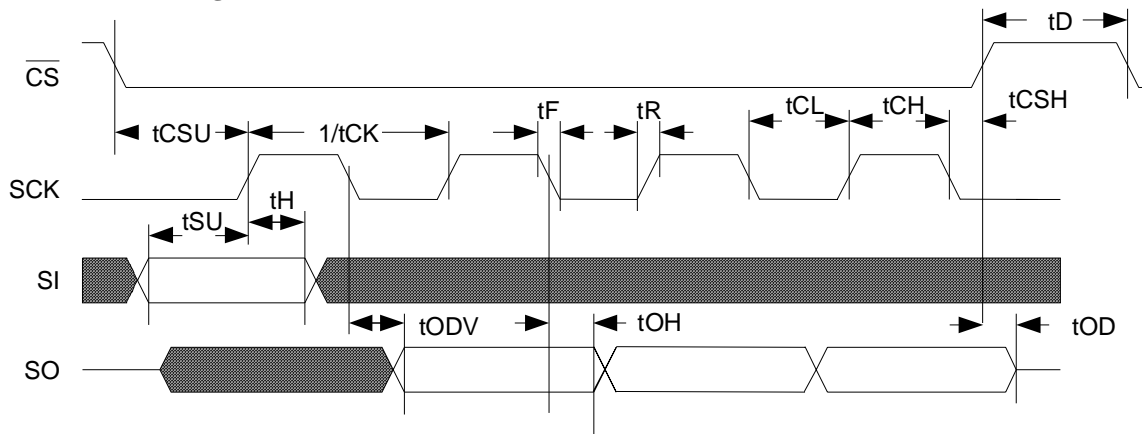 tD
CS
tF
tR
tCL
tCH
tCSH
tCSU
1/tCK
SCK
tSU
tH
SI
tODV
tOH
tOD
SO